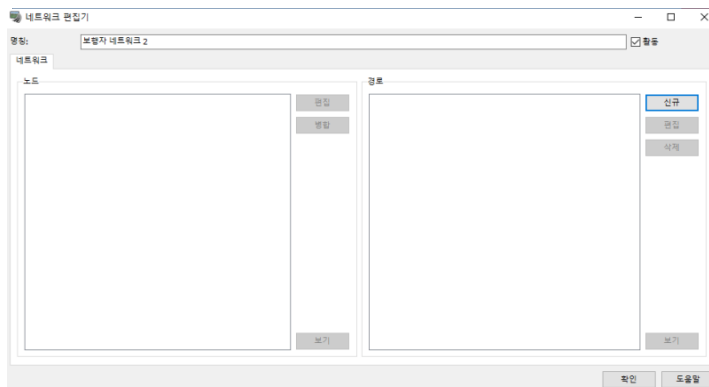 네트워크 편집기
명칭: 보행자 네트워크 2 활동
네트워크
노드
편집
병합
보기
경로
신규
편집
삭제
보기
확인 도움말